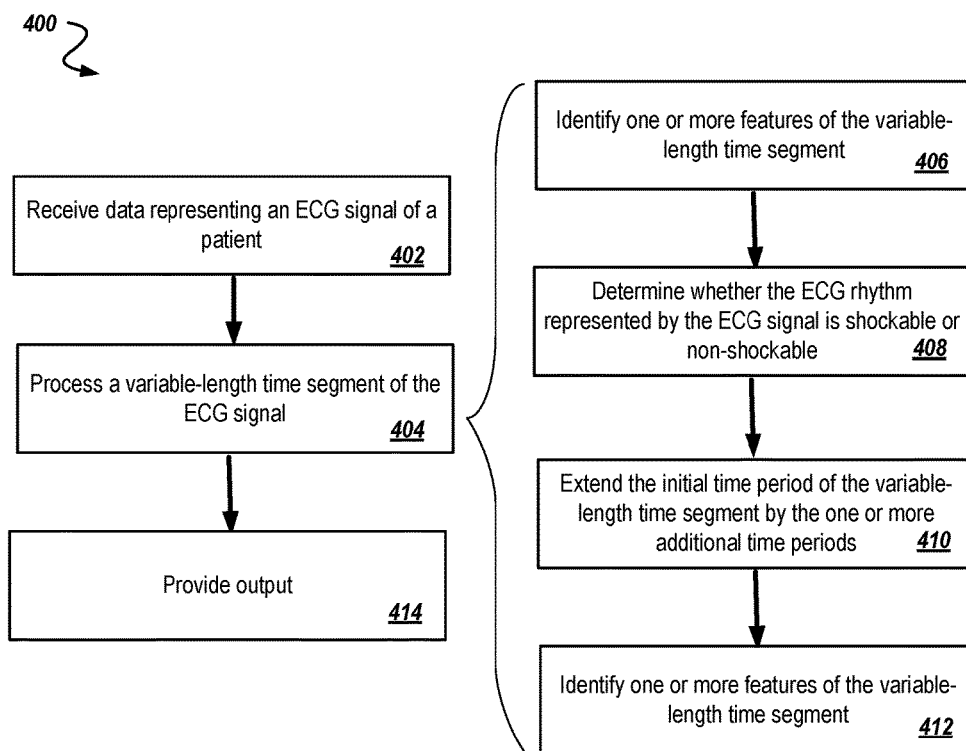 400
Receive data representing an ECG signal of a
patient
402
Process a variable-length time segment of the
ECG signal
404
Provide output
414
Identify one or more features of the variable-
length time segment
406
Determine whether the ECG rhythm
represented by the ECG signal is shockable or
non-shockable
408
Extend the initial time period of the variable-
length time segment by the one or more
additional time periods
410
Identify one or more features of the variable-
length time segment
412